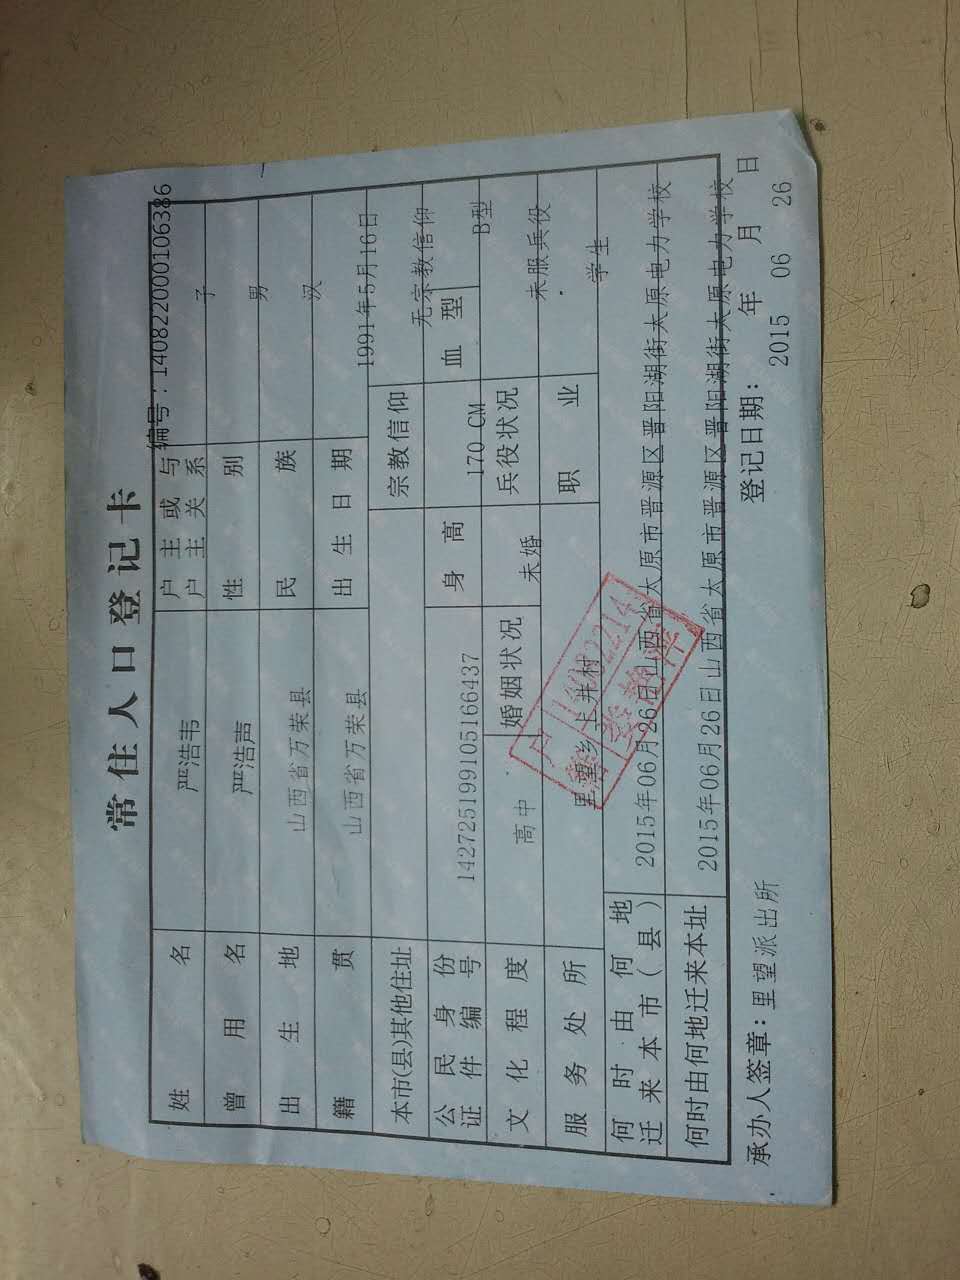 常住人口登记卡
编号：1408220001063​86
姓名 严浩韦 户主或与户主关系 子
曾用名 严浩声 性别 男
出生地 山西省万荣县 民族 汉
籍贯 山西省万荣县 出生日期 1991年5月16日
本市(县)其他住址 宗教信仰 无宗教信仰
公民身份证件编号 142725199105166437 身高 170 CM 血型 B型
文化程度 高中 婚姻状况 未婚 兵役状况 未服兵役
服务处所 里望乡 井村 职业 学生
何时由何地迁来本市(县) 2015年06月26日山西省太原市晋源区晋阳湖街太原电力学校
何时由何地迁来本址 2015年06月26日山西省太原市晋源区晋阳湖街太原电力学校
承办人签章：里望派出所 登记日期： 2015 年 06 月 26 日